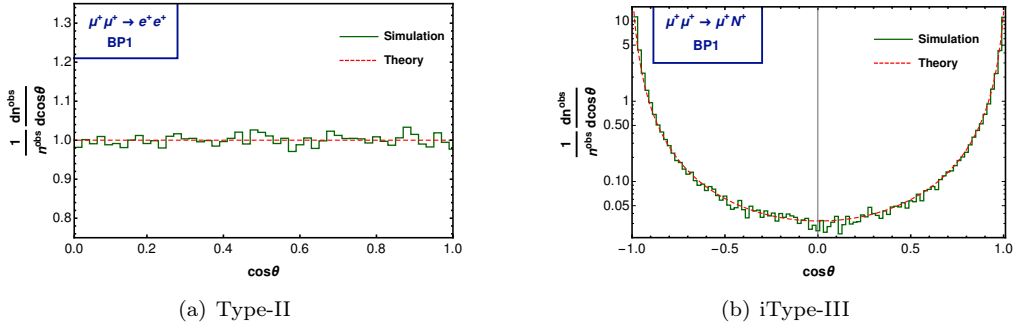 μ⁺μ⁺ → e⁺e⁺
BP1
Simulation
Theory
1/n^obs dn^obs/dcosθ
1.3
1.2
1.1
1.0
0.9
0.8
0.0 0.2 0.4 0.6 0.8 1.0
cosθ
(a) Type-II
μ⁺μ⁺ → μ⁺N⁺
BP1
Simulation
Theory
1/n^obs dn^obs/dcosθ
10
5
1
0.50
0.10
0.05
-1.0 -0.5 0.0 0.5 1.0
cosθ
(b) iType-III